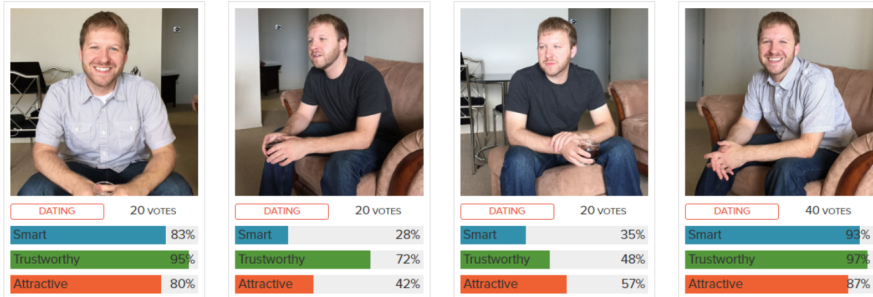 DATING 20 VOTES
Smart 83%
Trustworthy 95%
Attractive 80%
DATING 20 VOTES
Smart 28%
Trustworthy 72%
Attractive 42%
DATING 20 VOTES
Smart 35%
Trustworthy 48%
Attractive 57%
DATING 40 VOTES
Smart 93%
Trustworthy 97%
Attractive 87%